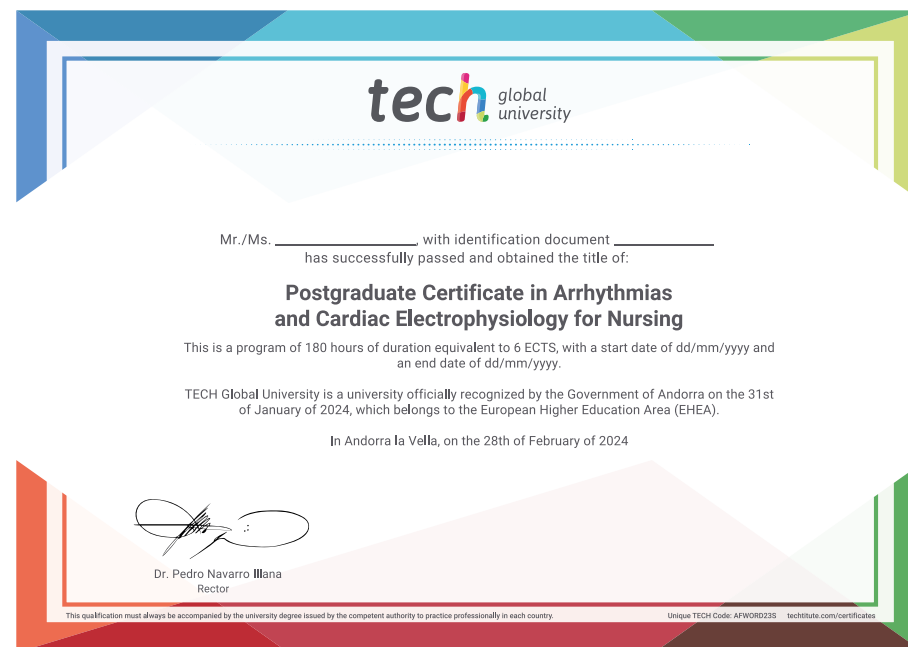 tech global
university
Mr./Ms. ____________, with identification document ____________
has successfully passed and obtained the title of:
Postgraduate Certificate in Arrhythmias
and Cardiac Electrophysiology for Nursing
This is a program of 180 hours of duration equivalent to 6 ECTS, with a start date of dd/mm/yyyy and
an end date of dd/mm/yyyy.
TECH Global University is a university officially recognized by the Government of Andorra on the 31st
of January of 2024, which belongs to the European Higher Education Area (EHEA).
In Andorra la Vella, on the 28th of February of 2024
Dr. Pedro Navarro Illana
Rector
This qualification must always be accompanied by the university degree issued by the competent authority to practice professionally in each country.
Unique TECH Code: AFWORD23S techtitute.com/certificates